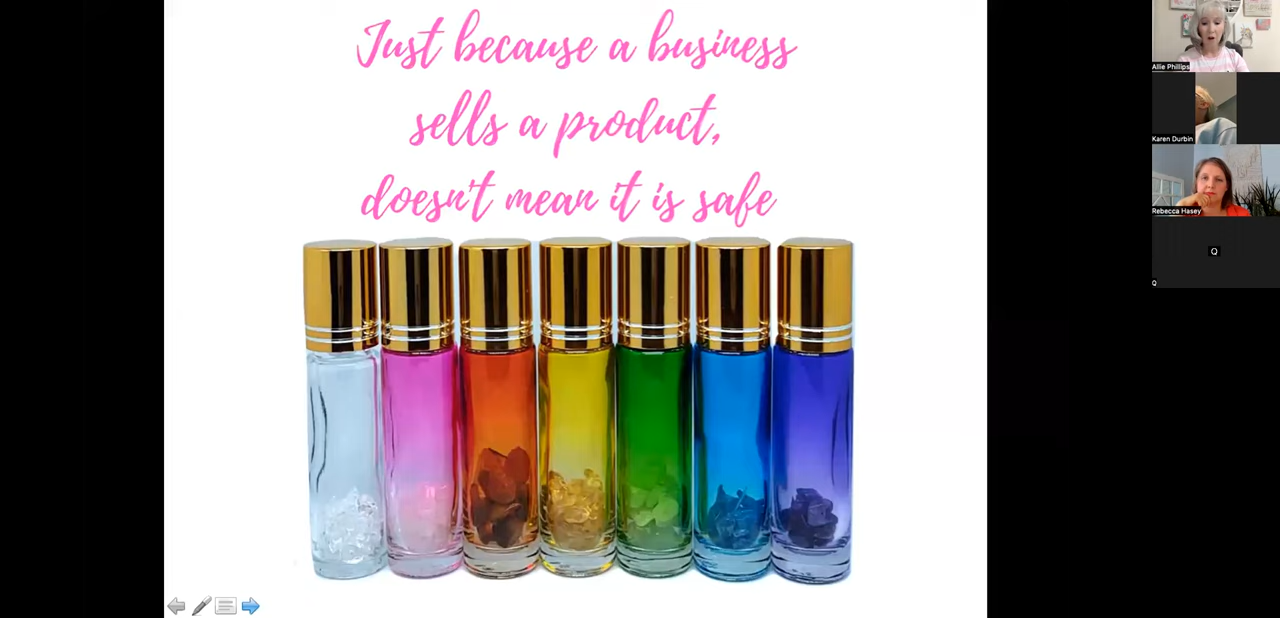 Just because a business
sells a product,
doesn't mean it is safe
Allie Phillips
Karen Durbin
Rebecca Hasey
Q
Q